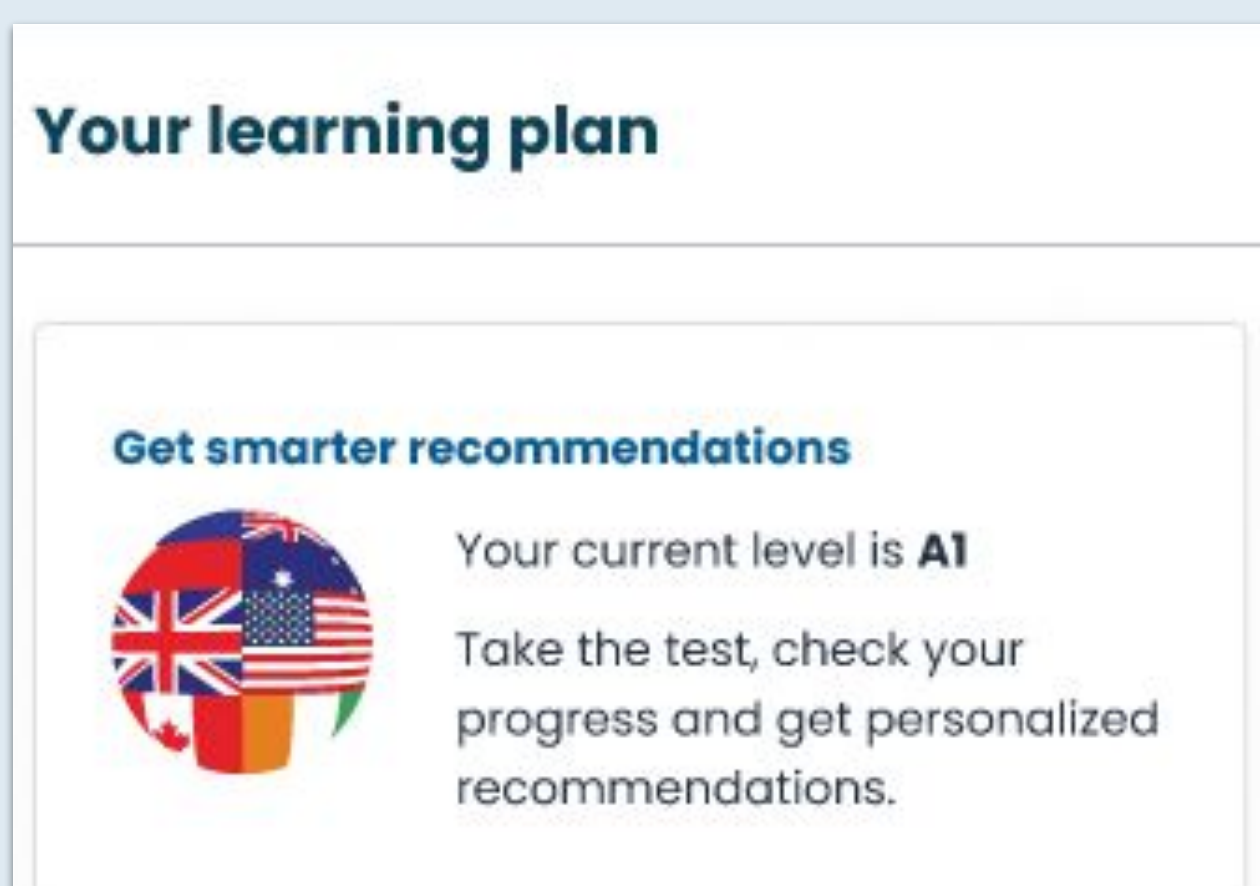 Your learning plan
Get smarter recommendations
Your current level is A1
Take the test, check your
progress and get personalized
recommendations.